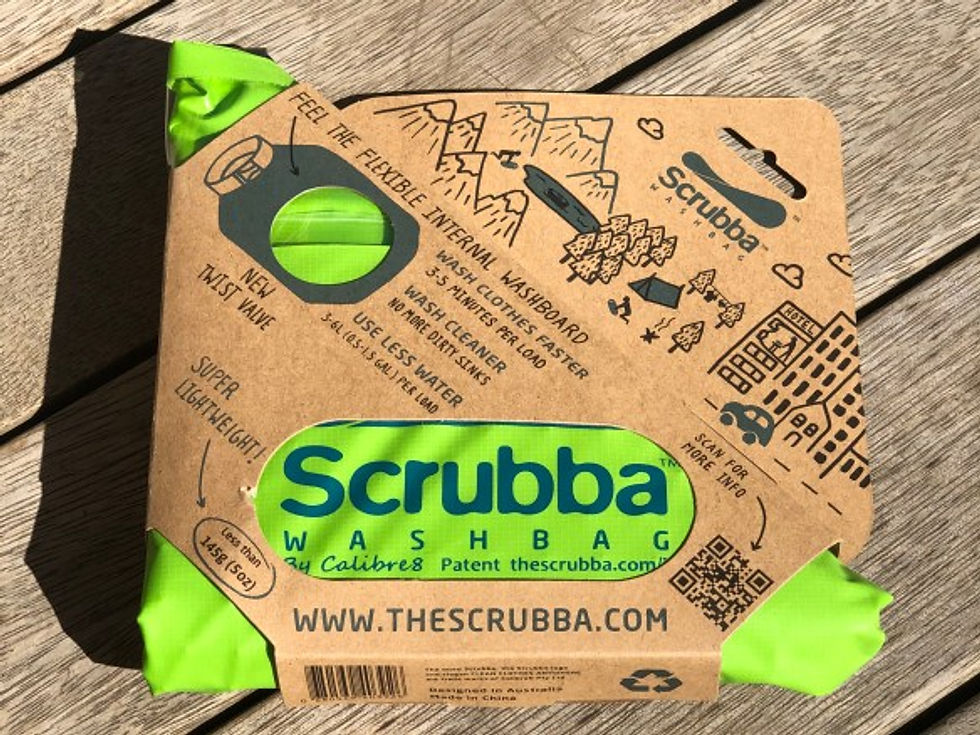 FEEL THE FLEXIBLE INTERNAL WASHBOARD
Scrubba™
WASHBAG
HOTEL
NEW
TWIST VALVE
WASH CLOTHES FASTER
3-5 MINUTES PER LOAD
WASH CLEANER
NO MORE DIRTY SINKS
USE LESS WATER
3-6L (0.5-1.5 GAL) PER LOAD
SUPER
LIGHTWEIGHT!
Less than
145g (5oz)
SCAN FOR
MORE INFO
Scrubba™
WASHBAG
By Calibre8 Patent thescrubba.com/
WWW.THESCRUBBA.COM
Designed in Australia
Made in China